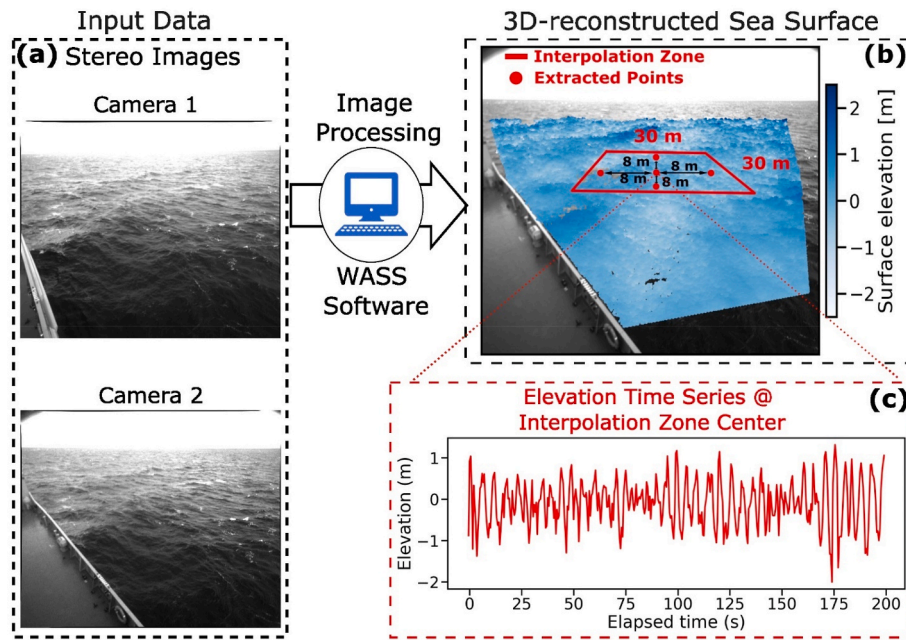 Input Data
(a) Stereo Images
Camera 1
Camera 2
Image
Processing
WASS
Software
3D-reconstructed Sea Surface
(b)
Interpolation Zone
Extracted Points
30 m
30 m
8 m
8 m
8 m
8 m
2
1
0
−1
−2
Surface elevation [m]
(c)
Elevation Time Series @
Interpolation Zone Center
Elevation (m)
1
0
−1
−2
0 25 50 75 100 125 150 175 200
Elapsed time (s)